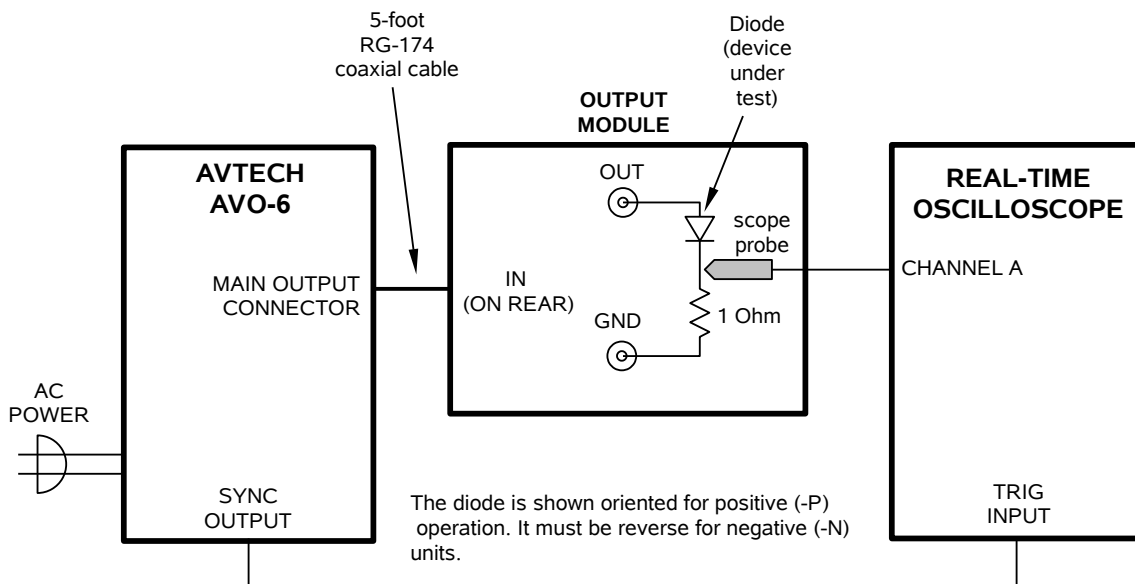 5-foot
RG-174
coaxial cable
Diode
(device
under
test)
OUTPUT
MODULE
AVTECH
AVO-6
OUT
REAL-TIME
OSCILLOSCOPE
scope
probe
MAIN OUTPUT
CONNECTOR
IN
(ON REAR)
CHANNEL A
GND
1 Ohm
AC
POWER
SYNC
OUTPUT
The diode is shown oriented for positive (-P)
operation. It must be reverse for negative (-N)
units.
TRIG
INPUT